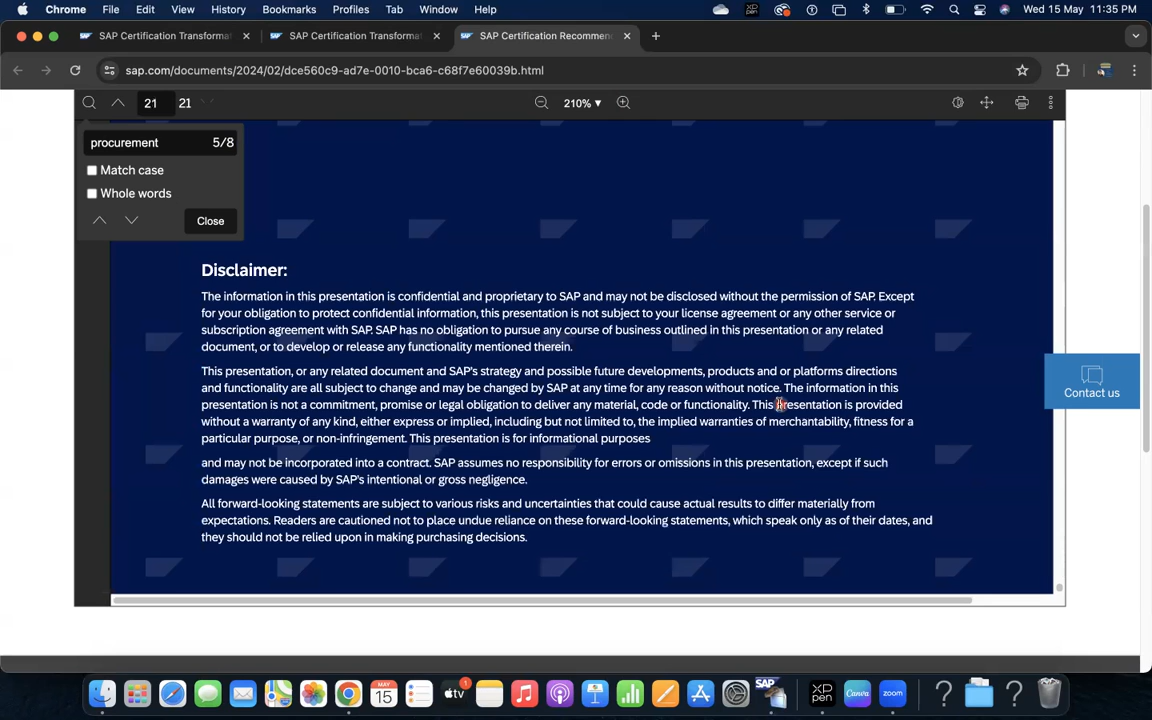 Chrome File Edit View History Bookmarks Profiles Tab Window Help Wed 15 May 11:35 PM
SAP Certification Transformat SAP Certification Transformat SAP Certification Recommen
sap.com/documents/2024/02/dce560c9-ad7e-0010-bca6-c68f7e60039b.html
21 21 210%
procurement 5/8
Match case
Whole words
Close
Disclaimer:
The information in this presentation is confidential and proprietary to SAP and may not be disclosed without the permission of SAP. Except
for your obligation to protect confidential information, this presentation is not subject to your license agreement or any other service or
subscription agreement with SAP. SAP has no obligation to pursue any course of business outlined in this presentation or any related
document, or to develop or release any functionality mentioned therein.
This presentation, or any related document and SAP's strategy and possible future developments, products and or platforms directions
and functionality are all subject to change and may be changed by SAP at any time for any reason without notice. The information in this
presentation is not a commitment, promise or legal obligation to deliver any material, code or functionality. This presentation is provided
without a warranty of any kind, either express or implied, including but not limited to, the implied warranties of merchantability, fitness for a
particular purpose, or non-infringement. This presentation is for informational purposes
and may not be incorporated into a contract. SAP assumes no responsibility for errors or omissions in this presentation, except if such
damages were caused by SAP's intentional or gross negligence.
All forward-looking statements are subject to various risks and uncertainties that could cause actual results to differ materially from
expectations. Readers are cautioned not to place undue reliance on these forward-looking statements, which speak only as of their dates, and
they should not be relied upon in making purchasing decisions.
Contact us
MAY
15 tv 1 SAP XP PEN Canva zoom